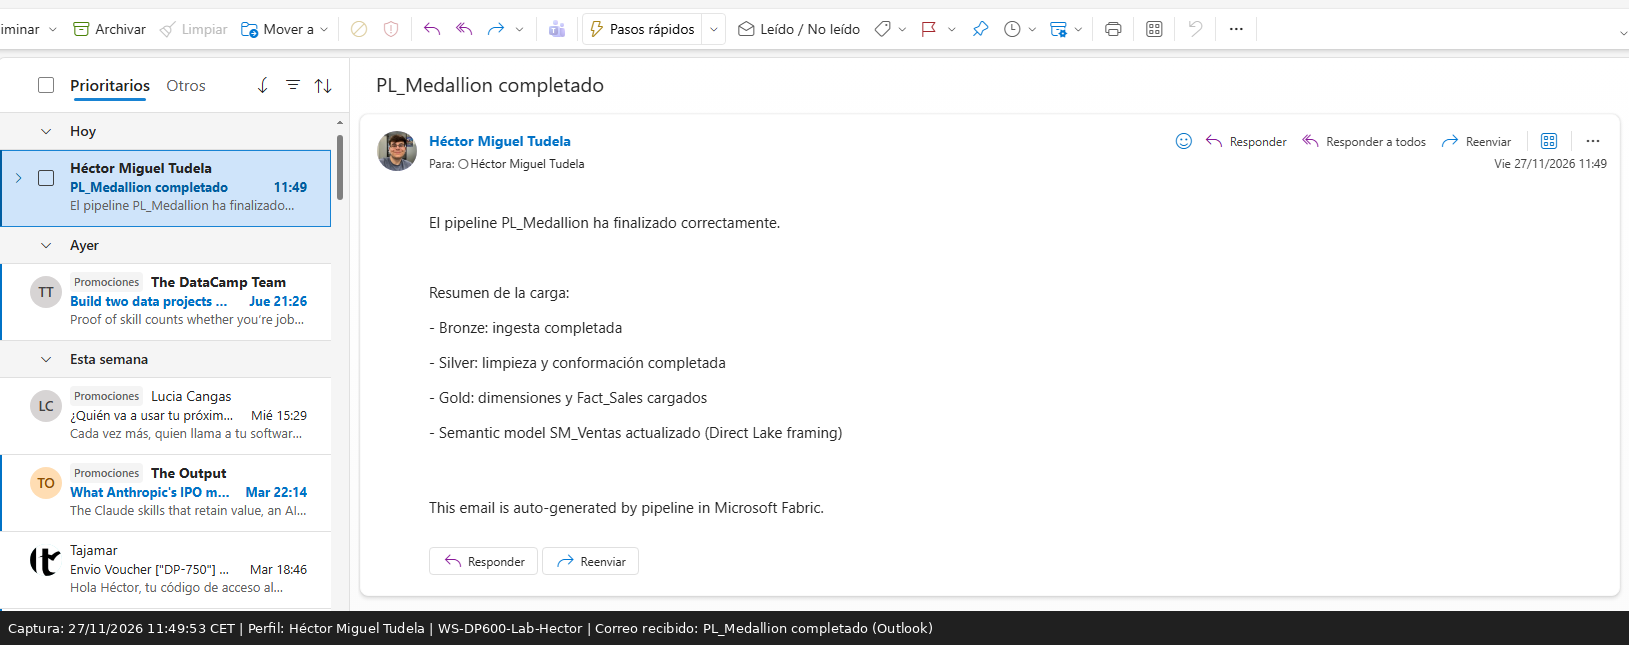 iminar
Archivar
Limpiar
Mover a
Pasos rápidos
Leído / No leído
Prioritarios
Otros
Hoy
Héctor Miguel Tudela
PL_Medallion completado 11:49
El pipeline PL_Medallion ha finalizado...
Ayer
TT
Promociones The DataCamp Team
Build two data projects ... Jue 21:26
Proof of skill counts whether you're job...
Esta semana
LC
Promociones Lucia Cangas
¿Quién va a usar tu próxim... Mié 15:29
Cada vez más, quien llama a tu softwar...
TO
Promociones The Output
What Anthropic's IPO m... Mar 22:14
The Claude skills that retain value, an AI...
Tajamar
Envio Voucher ["DP-750"] ... Mar 18:46
Hola Héctor, tu código de acceso al...
PL_Medallion completado
Héctor Miguel Tudela
Para: Héctor Miguel Tudela
Responder
Responder a todos
Reenviar
Vie 27/11/2026 11:49
El pipeline PL_Medallion ha finalizado correctamente.
Resumen de la carga:
- Bronze: ingesta completada
- Silver: limpieza y conformación completada
- Gold: dimensiones y Fact_Sales cargados
- Semantic model SM_Ventas actualizado (Direct Lake framing)
This email is auto-generated by pipeline in Microsoft Fabric.
Responder
Reenviar
Captura: 27/11/2026 11:49:53 CET | Perfil: Héctor Miguel Tudela | WS-DP600-Lab-Hector | Correo recibido: PL_Medallion completado (Outlook)